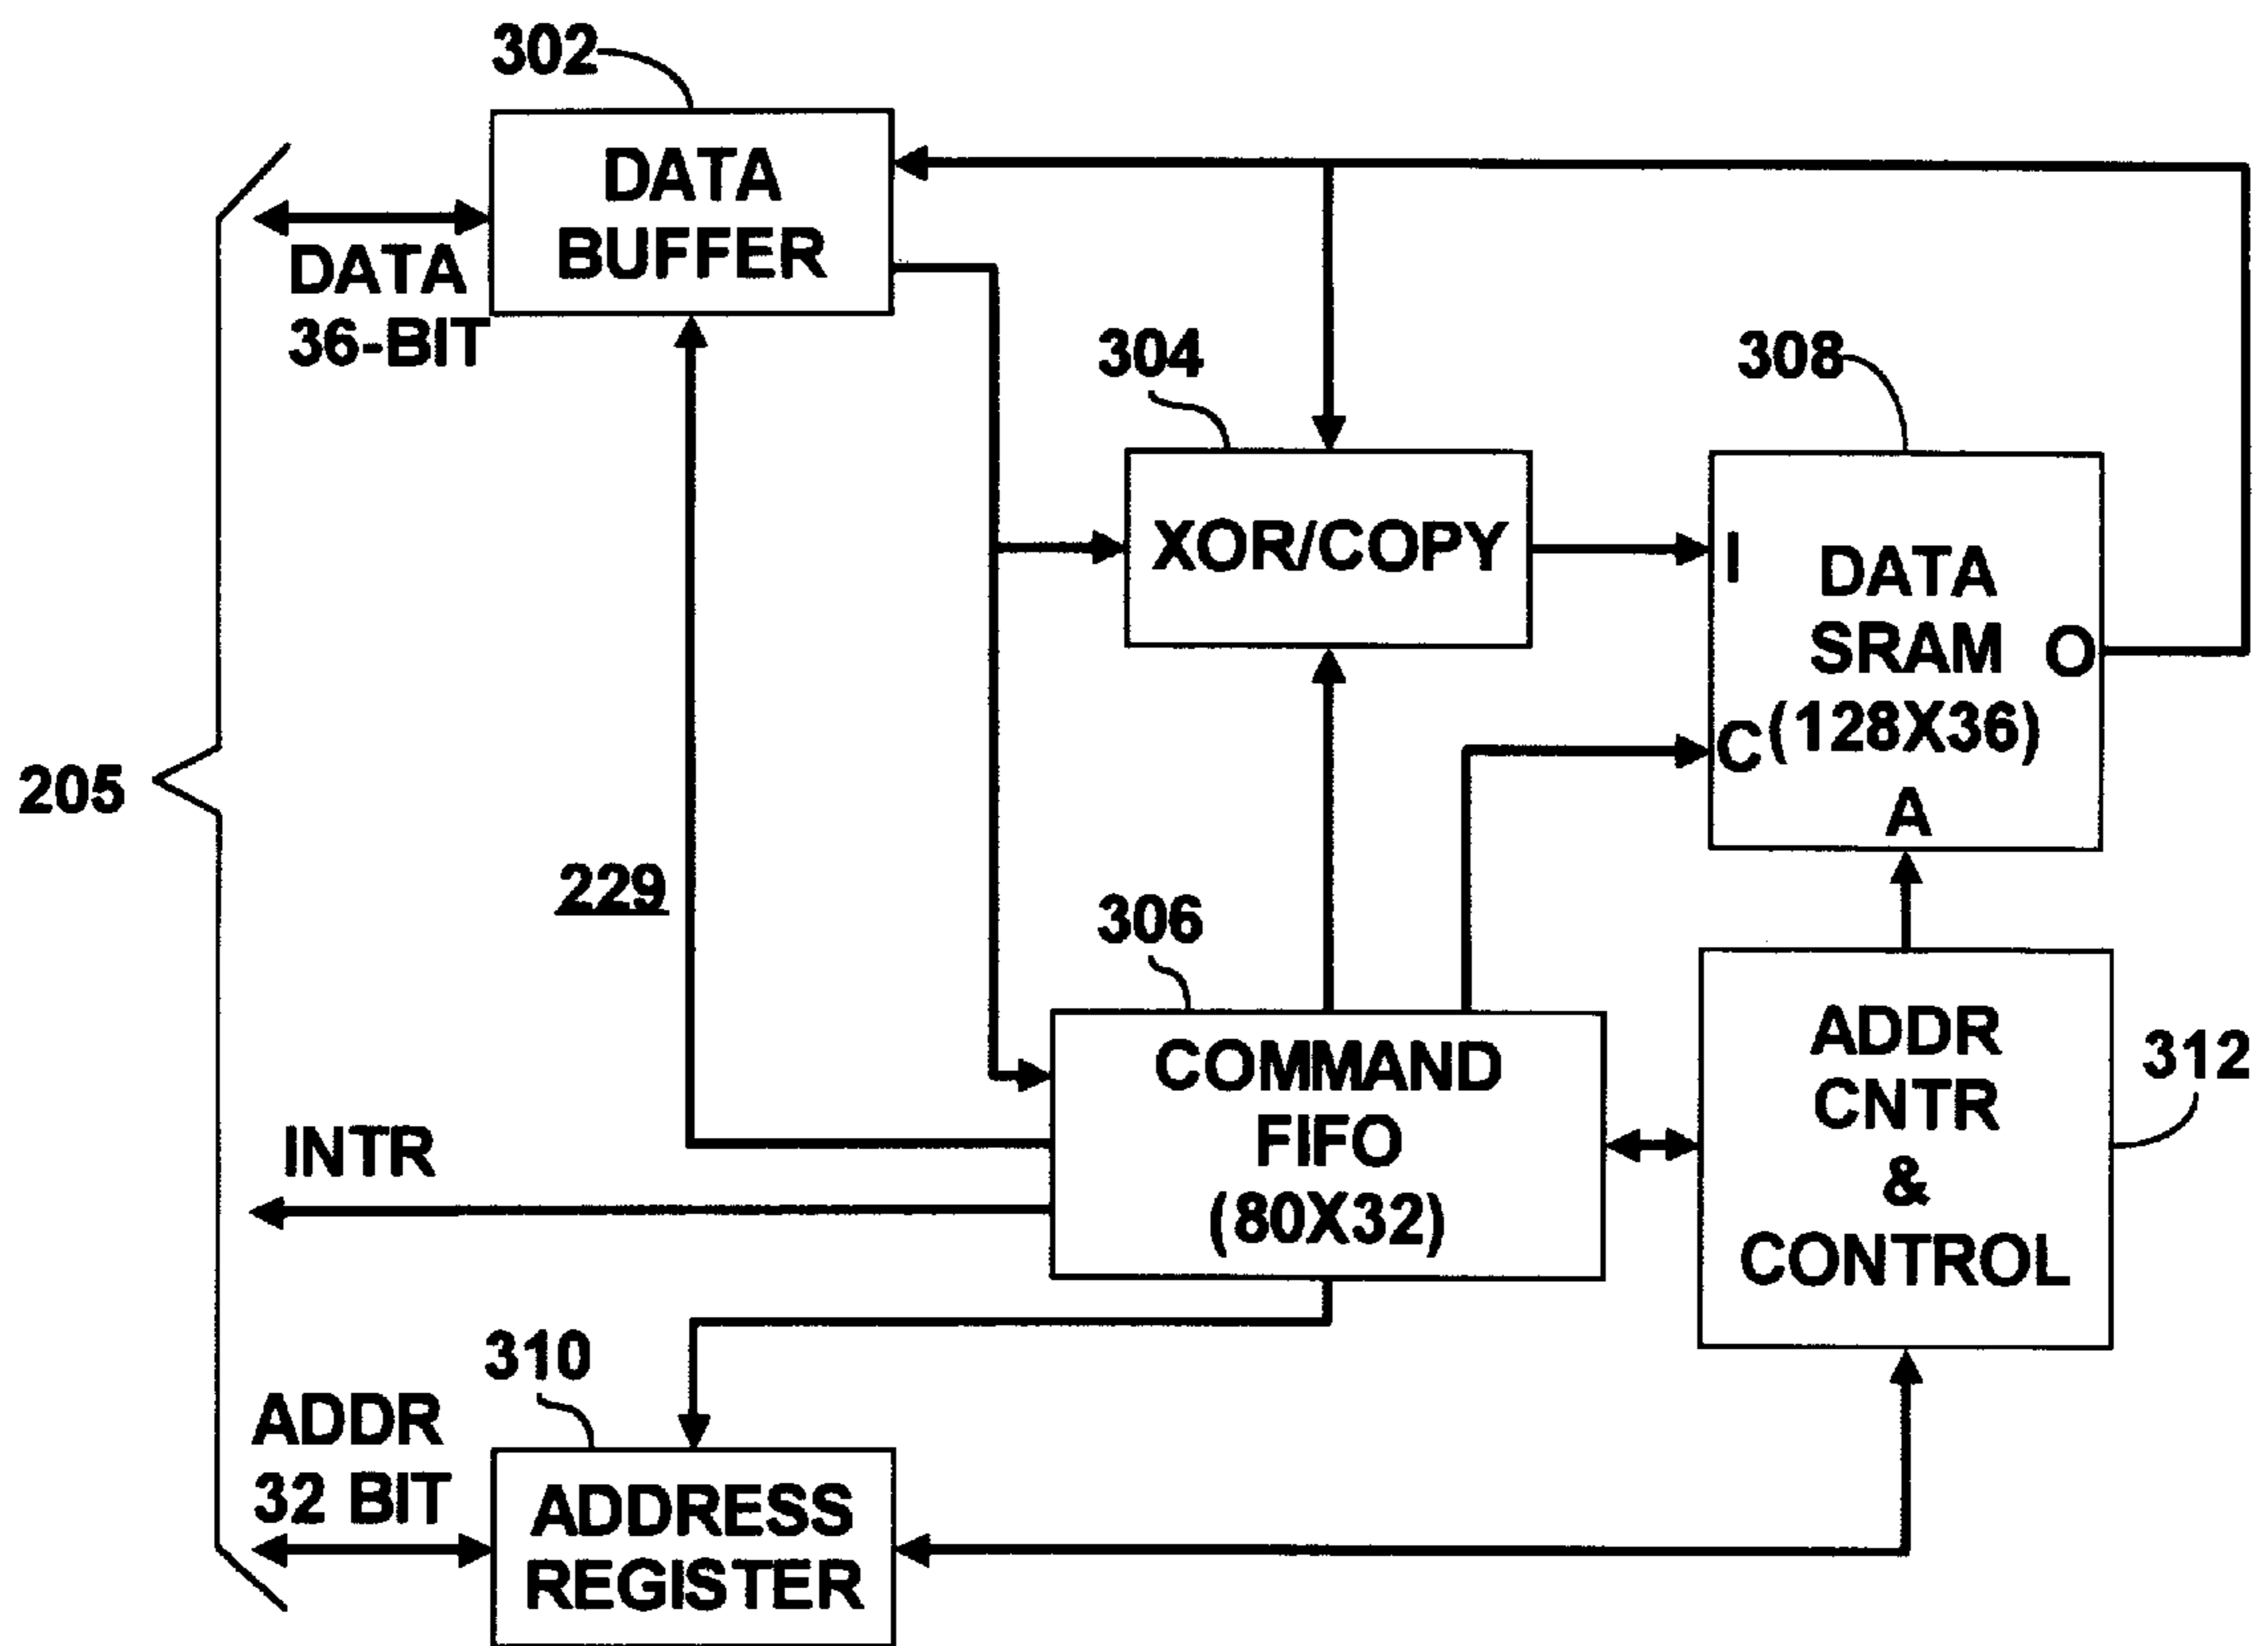 302
DATA
BUFFER
DATA
36-BIT
304
308
XOR/COPY
I
DATA
SRAM
O
C
(128X36)
A
205
229
306
COMMAND
FIFO
(80X32)
ADDR
CNTR
&
CONTROL
312
INTR
310
ADDR
32 BIT
ADDRESS
REGISTER